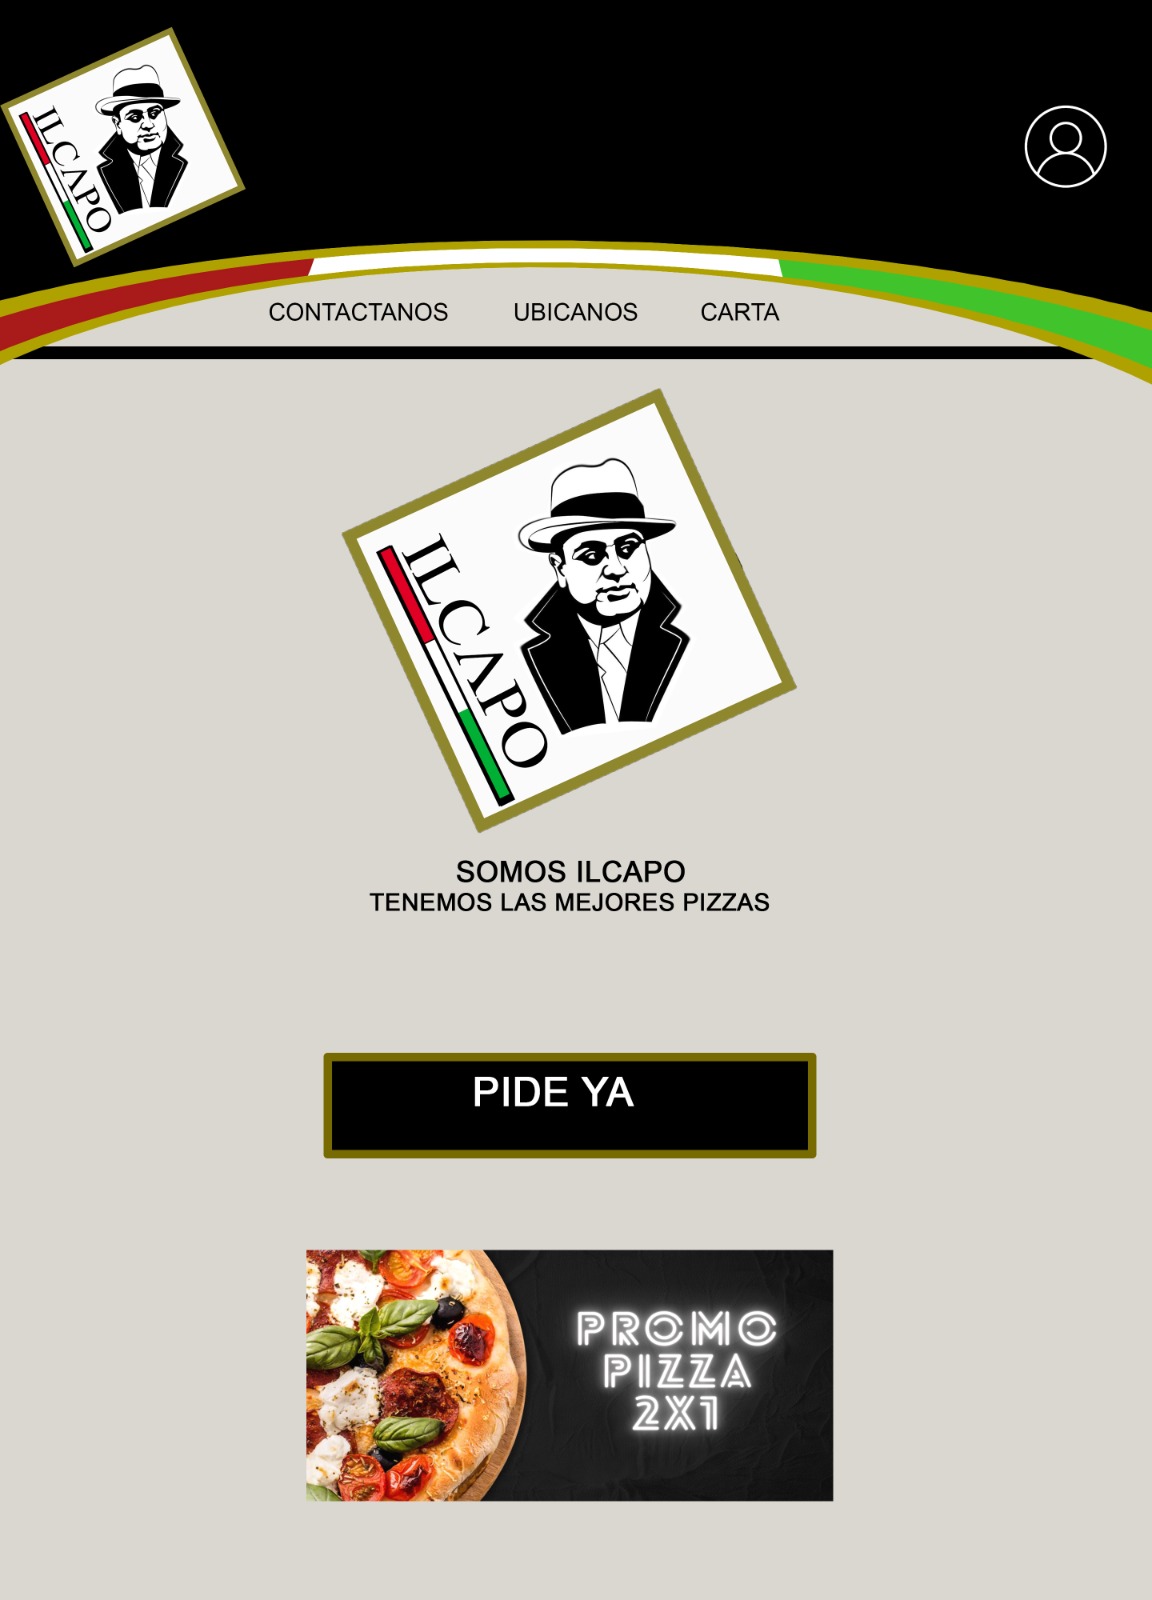 ILCAPO
CONTACTANOS UBICANOS CARTA
ILCAPO
SOMOS ILCAPO
TENEMOS LAS MEJORES PIZZAS
PIDE YA
PROMO
PIZZA
2X1